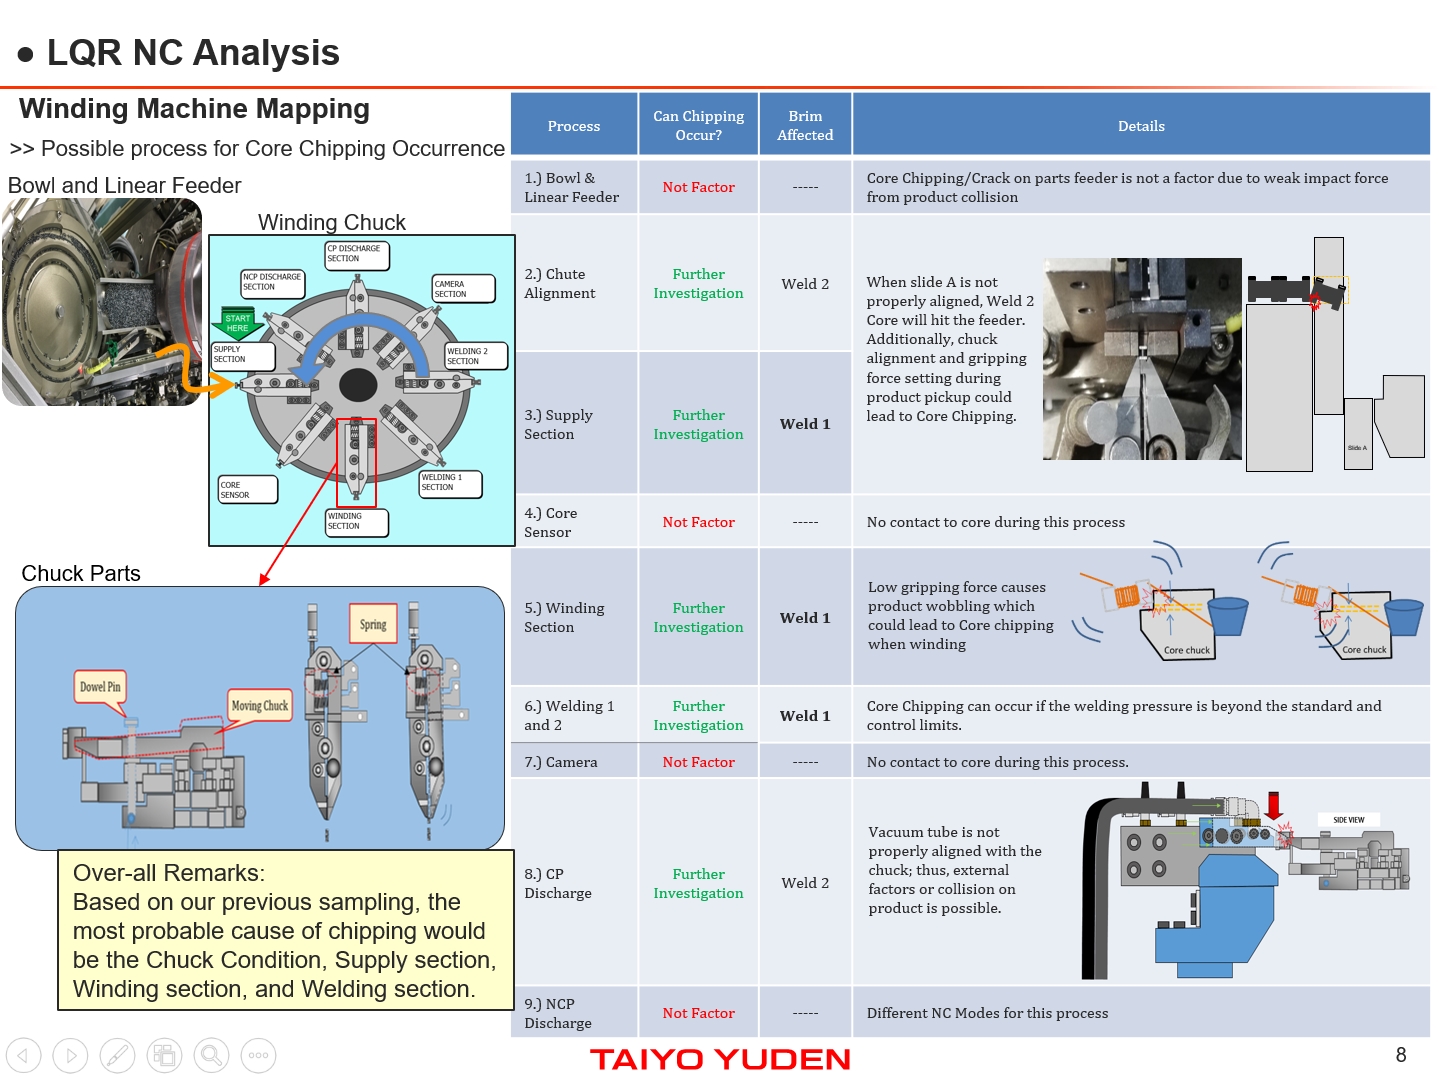 ● LQR NC Analysis
Winding Machine Mapping
>> Possible process for Core Chipping Occurrence
Bowl and Linear Feeder
Winding Chuck
CP DISCHARGE
SECTION
NCP DISCHARGE
SECTION
CAMERA
SECTION
START
HERE
SUPPLY
SECTION
WELDING 2
SECTION
CORE
SENSOR
WELDING 1
SECTION
WINDING
SECTION
Chuck Parts
Spring
Dowel Pin
Moving Chuck
Over-all Remarks:
Based on our previous sampling, the
most probable cause of chipping would
be the Chuck Condition, Supply section,
Winding section, and Welding section.
Process
Can Chipping
Occur?
Brim
Affected
Details
1.) Bowl &
Linear Feeder
Not Factor
-----
Core Chipping/Crack on parts feeder is not a factor due to weak impact force
from product collision
2.) Chute
Alignment
Further
Investigation
Weld 2
When slide A is not
properly aligned, Weld 2
Core will hit the feeder.
Additionally, chuck
alignment and gripping
force setting during
product pickup could
lead to Core Chipping.
Slide A
3.) Supply
Section
Further
Investigation
Weld 1
4.) Core
Sensor
Not Factor
-----
No contact to core during this process
5.) Winding
Section
Further
Investigation
Weld 1
Low gripping force causes
product wobbling which
could lead to Core chipping
when winding
Core chuck
Core chuck
6.) Welding 1
and 2
Further
Investigation
Weld 1
Core Chipping can occur if the welding pressure is beyond the standard and
control limits.
7.) Camera
Not Factor
-----
No contact to core during this process.
8.) CP
Discharge
Further
Investigation
Weld 2
Vacuum tube is not
properly aligned with the
chuck; thus, external
factors or collision on
product is possible.
SIDE VIEW
9.) NCP
Discharge
Not Factor
-----
Different NC Modes for this process
TAIYO YUDEN
8